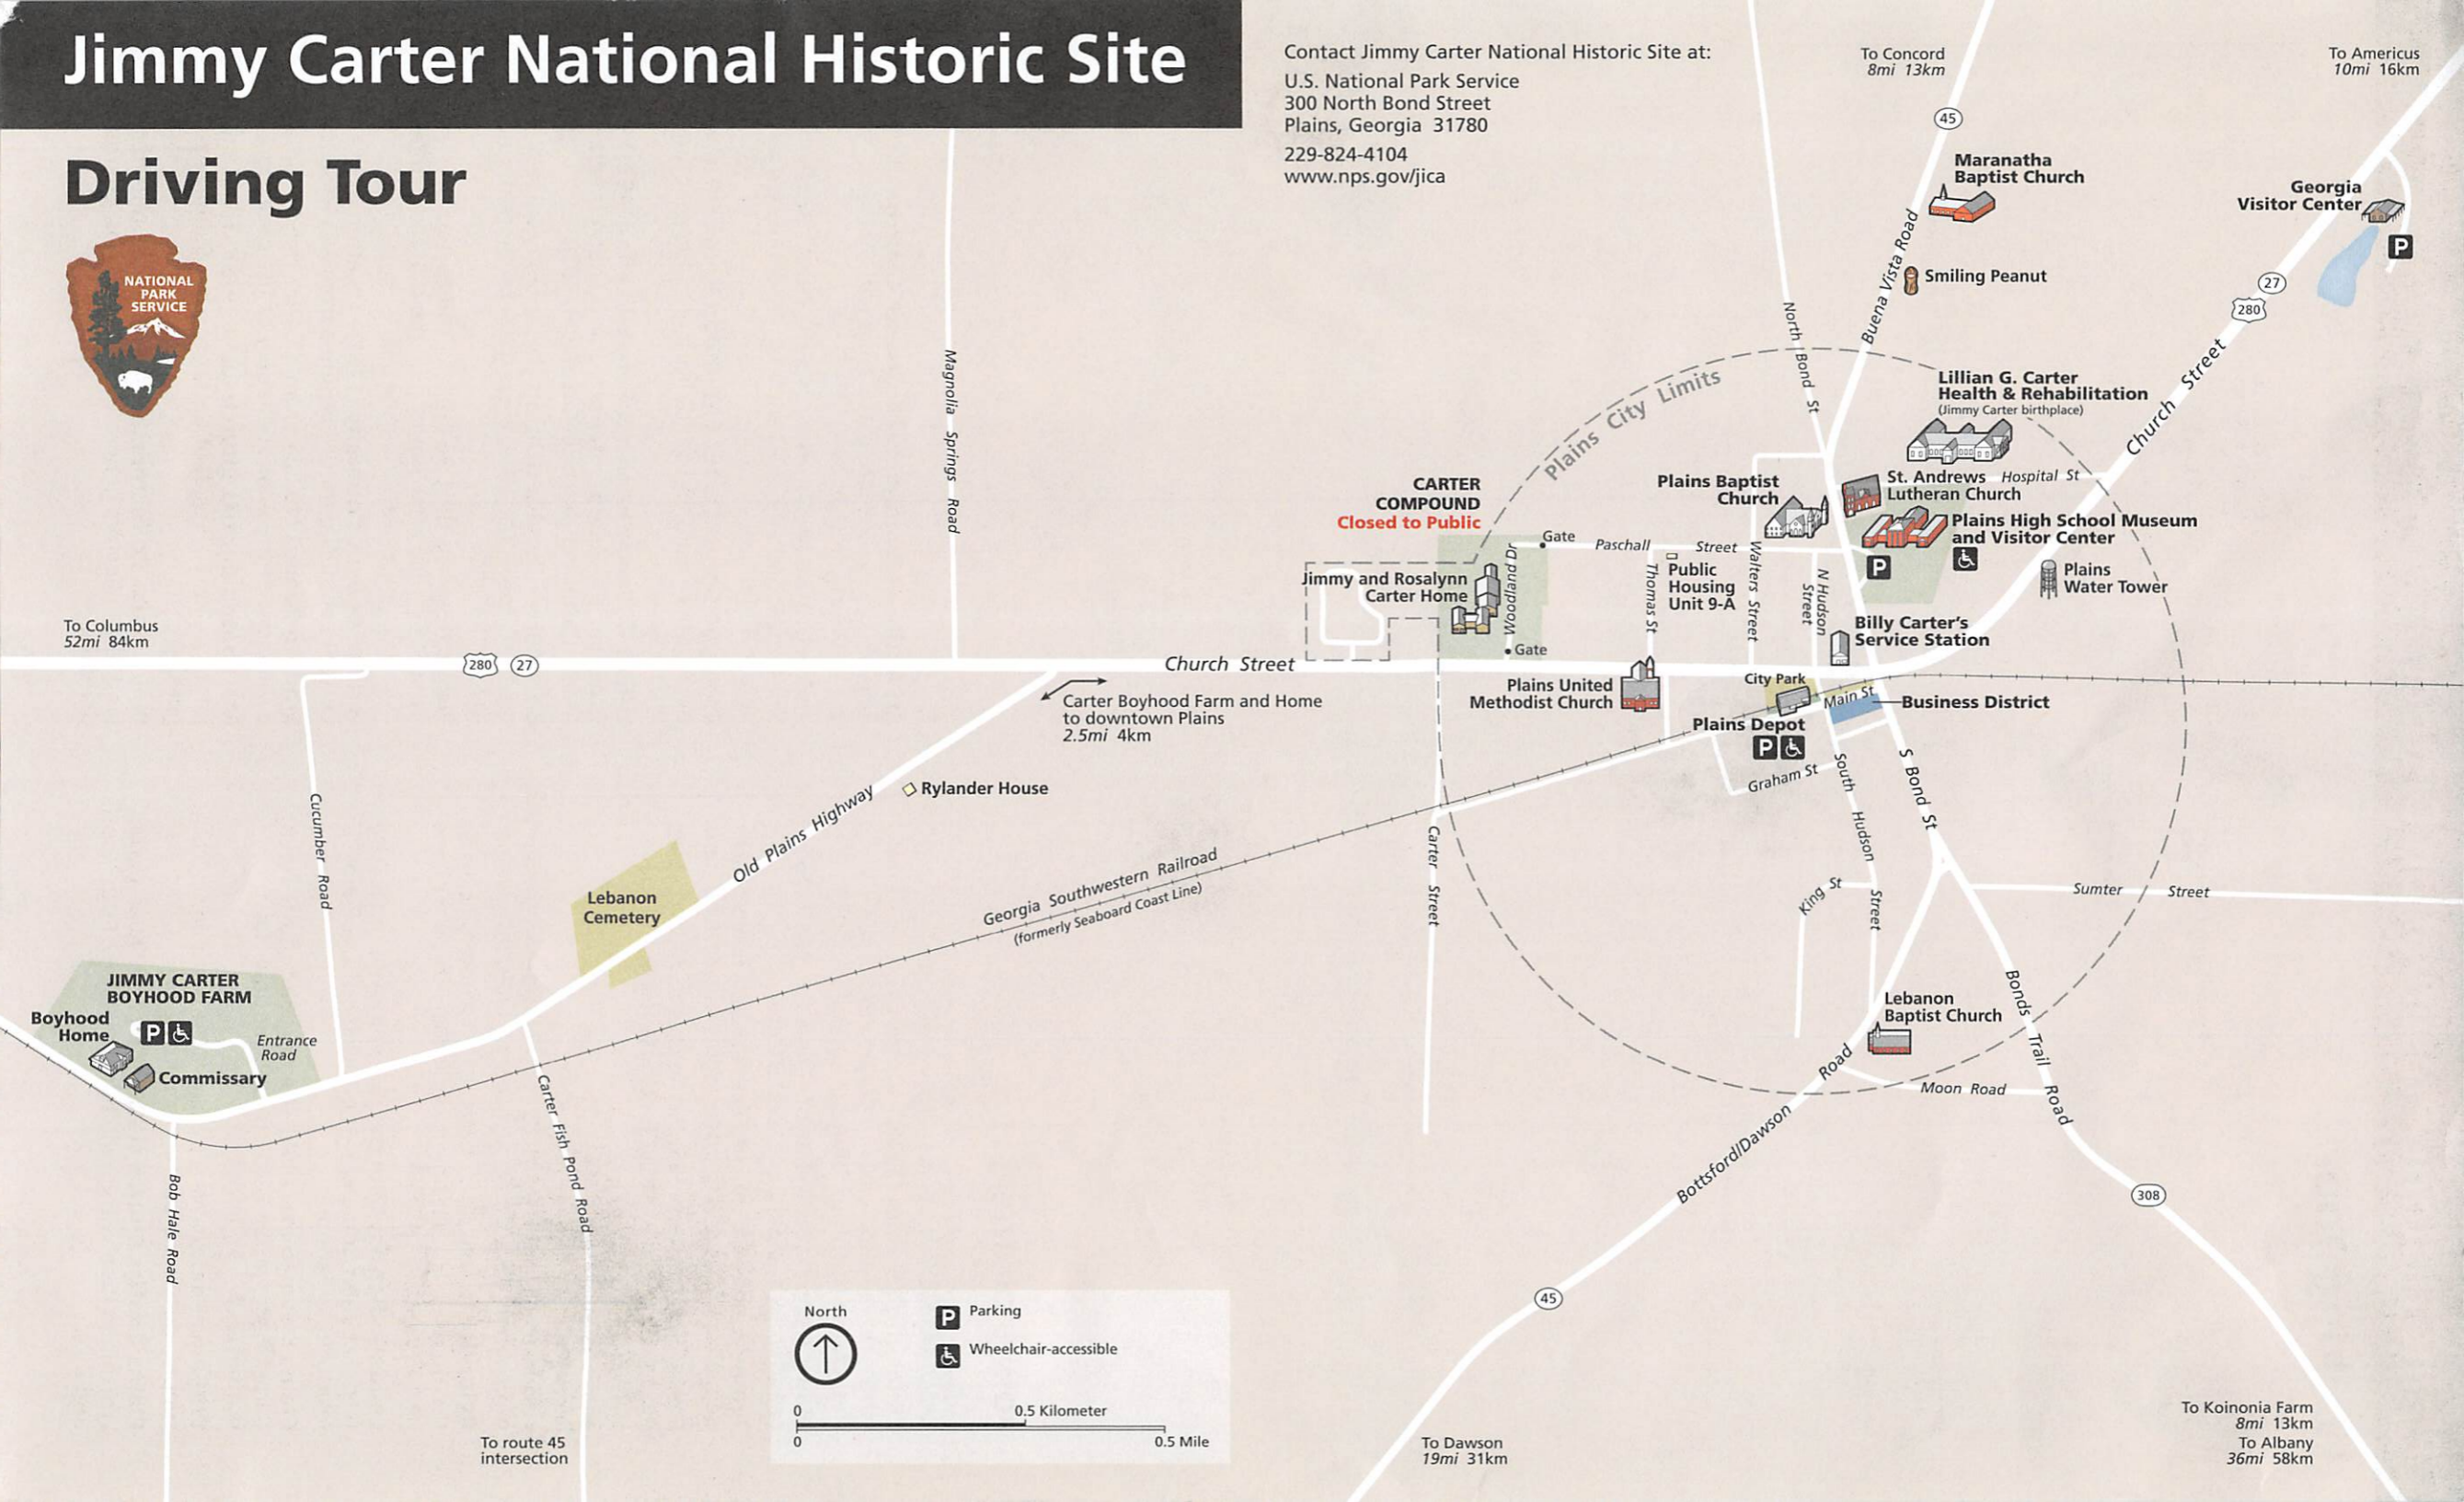 Jimmy Carter National Historic Site
Driving Tour
NATIONAL
PARK
SERVICE
Contact Jimmy Carter National Historic Site at:
U.S. National Park Service
300 North Bond Street
Plains, Georgia 31780
229-824-4104
www.nps.gov/jica
To Concord
8mi 13km
To Americus
10mi 16km
45
Maranatha
Baptist Church
Georgia
Visitor Center
P
Buena Vista Road
Smiling Peanut
27
280
North Bond St
Magnolia Springs Road
Plains City Limits
Lillian G. Carter
Health & Rehabilitation
(Jimmy Carter birthplace)
Church Street
CARTER
COMPOUND
Closed to Public
Plains Baptist
Church
St. Andrews
Lutheran Church
Hospital St
Plains High School Museum
and Visitor Center
P
Gate
Paschall Street
Woodland Dr
Jimmy and Rosalynn
Carter Home
Thomas St
Public
Housing
Unit 9-A
Walters Street
N Hudson
Street
Plains
Water Tower
Billy Carter's
Service Station
Gate
To Columbus
52mi 84km
280
27
Church Street
Plains United
Methodist Church
City Park
Main St
Business District
Plains Depot
P
Carter Boyhood Farm and Home
to downtown Plains
2.5mi 4km
Rylander House
Old Plains Highway
Graham St
South Hudson Street
S Bond St
Cucumber Road
Carter Street
Georgia Southwestern Railroad
(formerly Seaboard Coast Line)
King St
Sumter Street
Lebanon
Cemetery
JIMMY CARTER
BOYHOOD FARM
Boyhood
Home
P
Entrance
Road
Commissary
Lebanon
Baptist Church
Bonds Trail Road
Moon Road
Bottsford/Dawson Road
Carter Fish Pond Road
Bob Hale Road
308
45
North
P
Parking
Wheelchair-accessible
0
0.5 Kilometer
0
0.5 Mile
To route 45
intersection
To Dawson
19mi 31km
To Koinonia Farm
8mi 13km
To Albany
36mi 58km